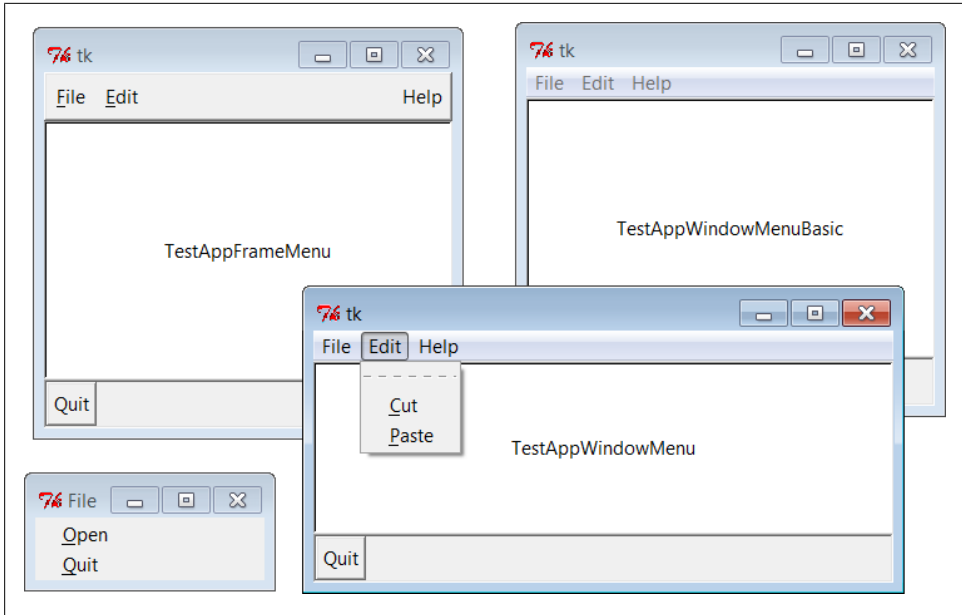 tk
File Edit Help
TestAppFrameMenu
Quit
tk
File Edit Help
TestAppWindowMenuBasic
tk
File Edit Help
Cut
Paste
TestAppWindowMenu
Quit
File
Open
Quit